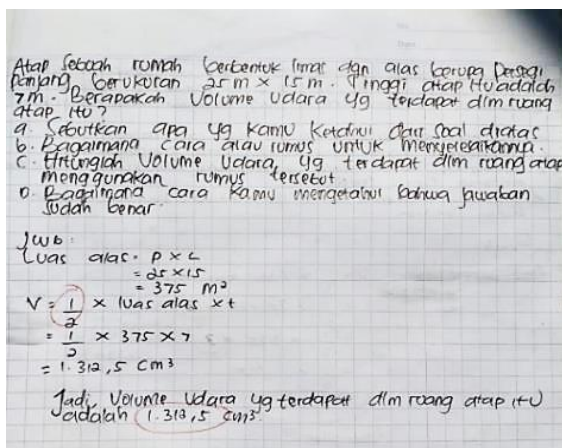 Atap sebuah rumah berbentuk limas dgn alas berupa persegi
panjang berukuran 25 m x 15 m. Tinggi atap itu adalah
7 m. Berapakah volume udara yg terdapat dlm ruang
atap itu?
a. Sebutkan apa yg kamu ketahui dari soal diatas
b. Bagaimana cara atau rumus untuk menyelesaikannya.
c. Hitunglah volume udara, yg terdapat dlm ruang atap
menggunakan rumus tersebut
D. Bagaimana cara kamu mengetahui bahwa jawaban
sudah benar.
Jwb:
Luas alas = P x L
= 25 x 15
= 375 m²
V = 1/2 x luas alas x t
= 1/2 x 375 x 7
= 1.312,5 cm³
Jadi, Volume udara yg terdapat dlm ruang atap itu
adalah 1.313,5 cm³